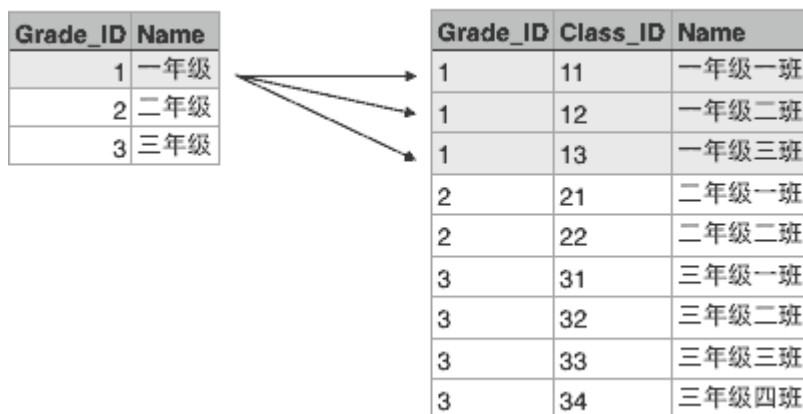 Grade_ID Name
1 一年级
2 二年级
3 三年级
Grade_ID Class_ID Name
1 11 一年级一班
1 12 一年级二班
1 13 一年级三班
2 21 二年级一班
2 22 二年级二班
3 31 三年级一班
3 32 三年级二班
3 33 三年级三班
3 34 三年级四班